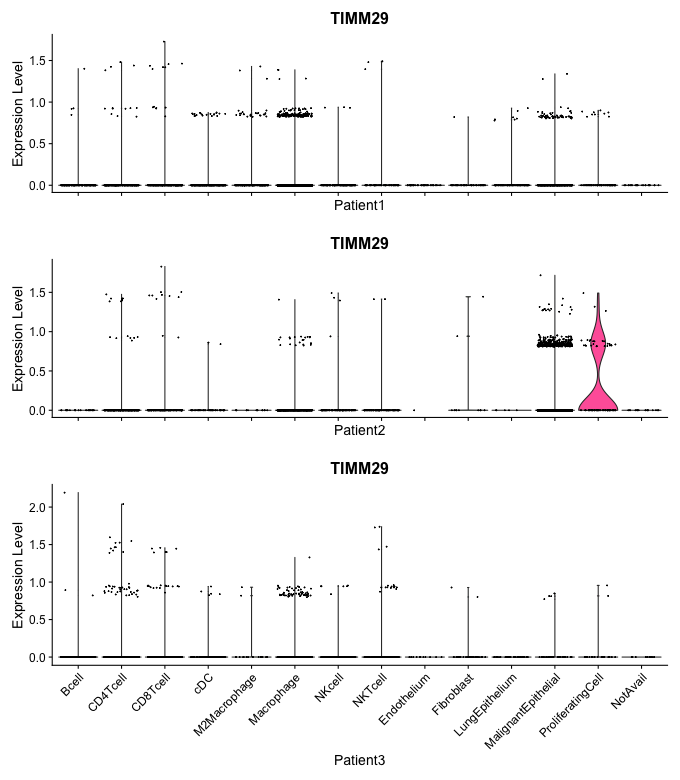 TIMM29
1.5
1.0
0.5
0.0
Expression Level
Patient1
TIMM29
1.5
1.0
0.5
0.0
Expression Level
Patient2
TIMM29
2.0
1.5
1.0
0.5
0.0
Expression Level
Bcell
CD4Tcell
CD8Tcell
cDC
M2Macrophage
Macrophage
NKcell
NKTcell
Endothelium
Fibroblast
LungEpithelium
MalignantEpithelial
ProliferatingCell
NotAvail
Patient3